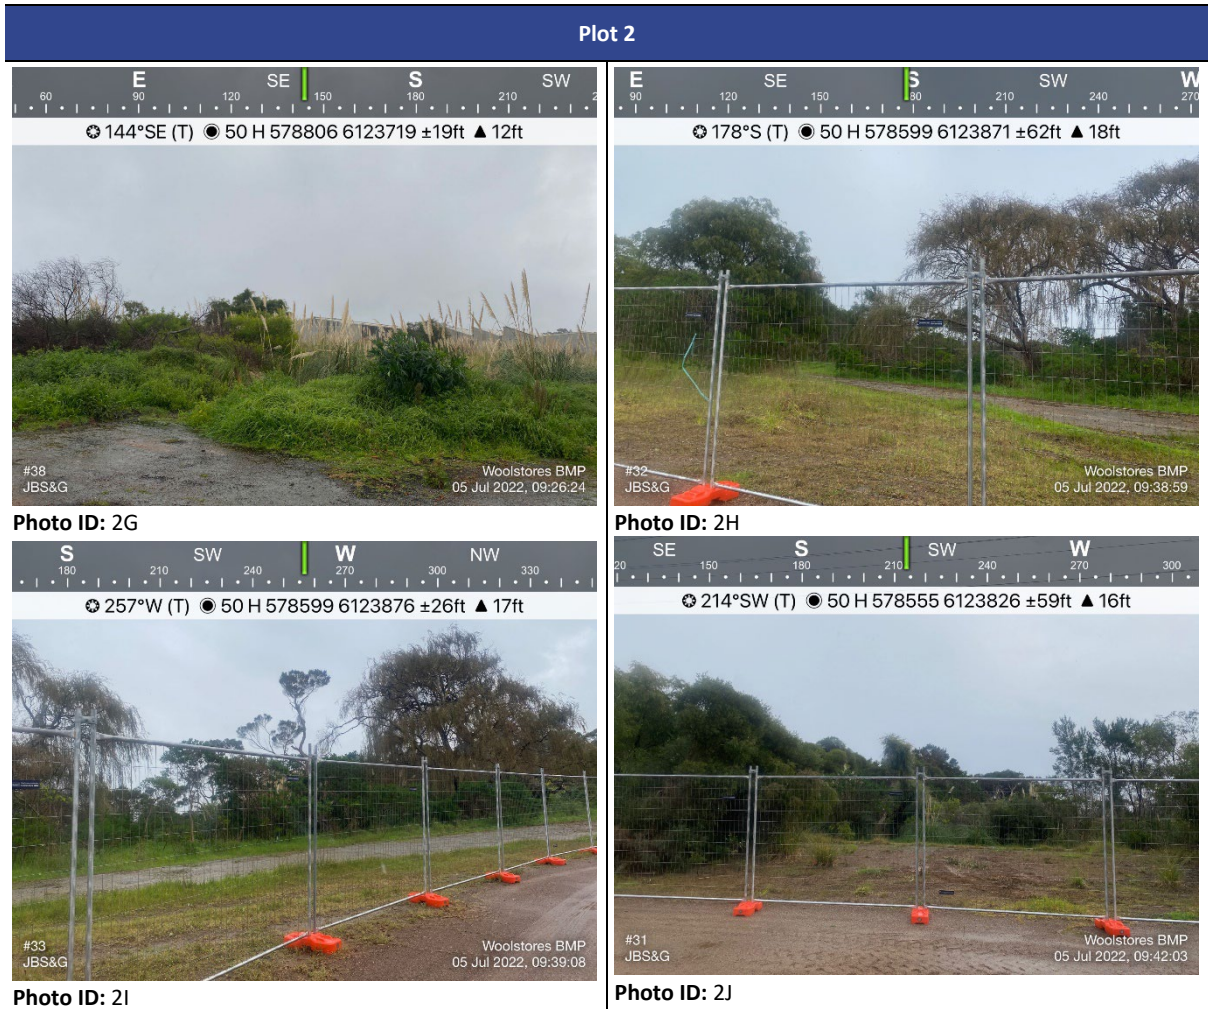 Plot 2
E SE S SW
60 90 120 150 180 210 2
144°SE (T) 50 H 578806 6123719 ±19ft ▲ 12ft
#38
JBS&G
Woolstores BMP
05 Jul 2022, 09:26:24
Photo ID: 2G
E SE S SW W
90 120 150 180 210 240 270
178°S (T) 50 H 578599 6123871 ±62ft ▲ 18ft
#32
JBS&G
Woolstores BMP
05 Jul 2022, 09:38:59
Photo ID: 2H
S SW W NW
180 210 240 270 300 330
257°W (T) 50 H 578599 6123876 ±26ft ▲ 17ft
#33
JBS&G
Woolstores BMP
05 Jul 2022, 09:39:08
Photo ID: 2I
SE S SW W
20 150 180 210 240 270 300
214°SW (T) 50 H 578555 6123826 ±59ft ▲ 16ft
#31
JBS&G
Woolstores BMP
05 Jul 2022, 09:42:03
Photo ID: 2J